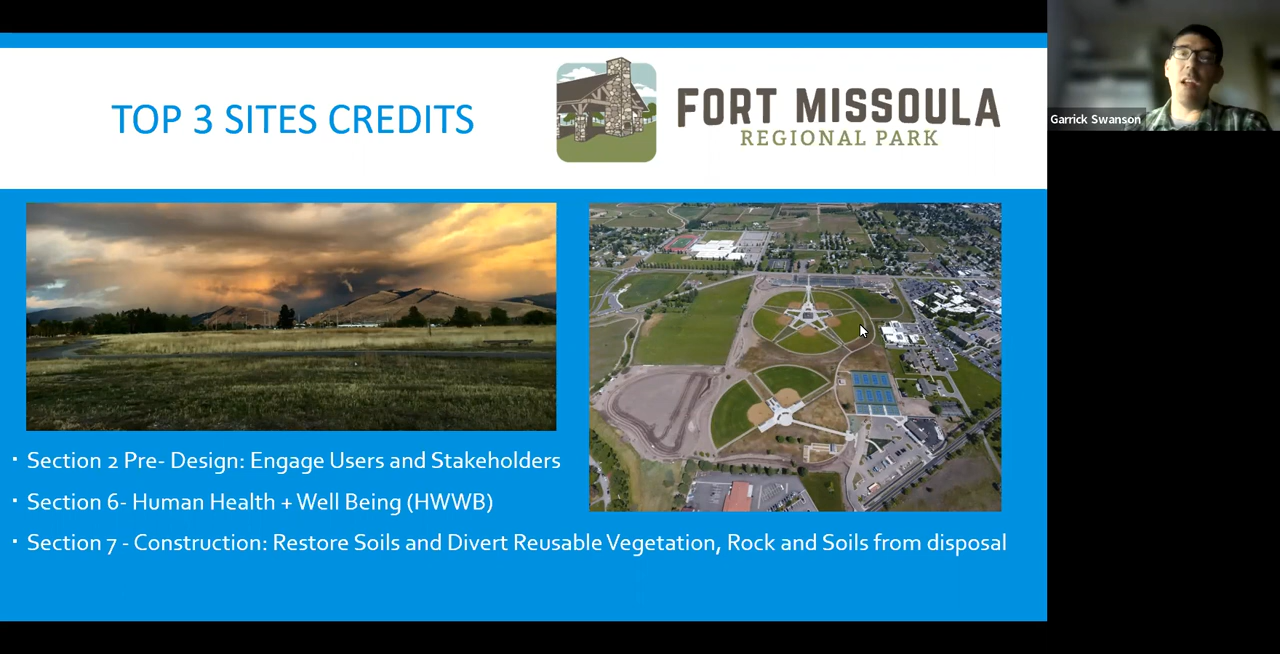 TOP 3 SITES CREDITS
FORT MISSOULA
REGIONAL PARK
Garrick Swanson
· Section 2 Pre- Design: Engage Users and Stakeholders
· Section 6- Human Health + Well Being (HWWB)
· Section 7 - Construction: Restore Soils and Divert Reusable Vegetation, Rock and Soils from disposal